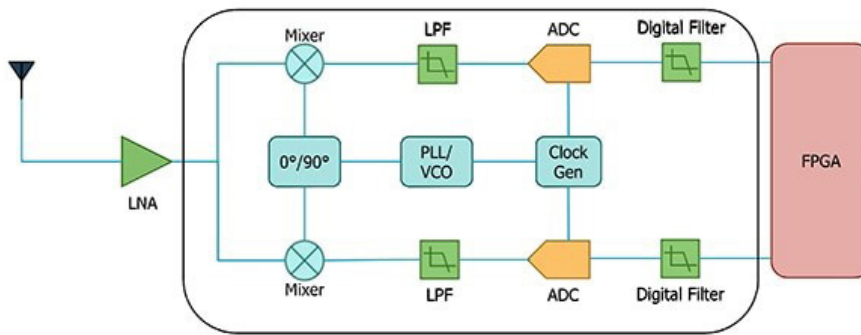 Mixer
LPF
ADC
Digital Filter
LNA
0°/90°
PLL/
VCO
Clock
Gen
FPGA
Mixer
LPF
ADC
Digital Filter